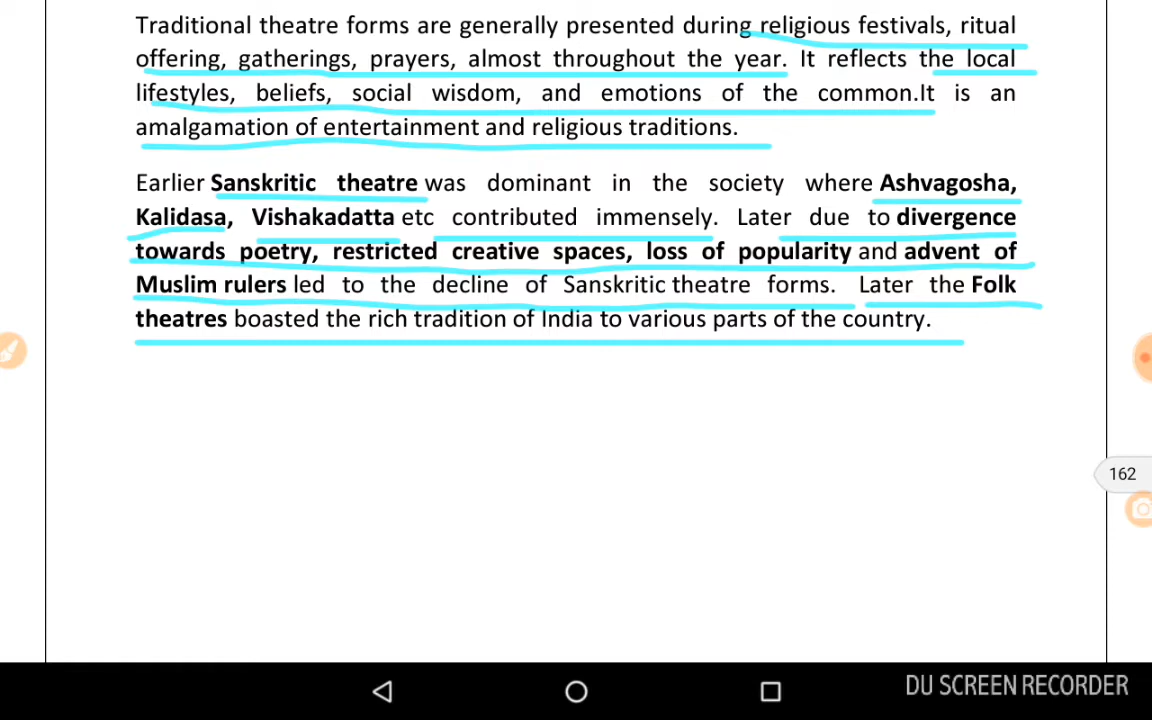 Traditional theatre forms are generally presented during religious festivals, ritual
offering, gatherings, prayers, almost throughout the year. It reflects the local
lifestyles, beliefs, social wisdom, and emotions of the common.It is an
amalgamation of entertainment and religious traditions.
Earlier Sanskritic theatre was dominant in the society where Ashvagosha,
Kalidasa, Vishakadatta etc contributed immensely. Later due to divergence
towards poetry, restricted creative spaces, loss of popularity and advent of
Muslim rulers led to the decline of Sanskritic theatre forms. Later the Folk
theatres boasted the rich tradition of India to various parts of the country.
162
DU SCREEN RECORDER